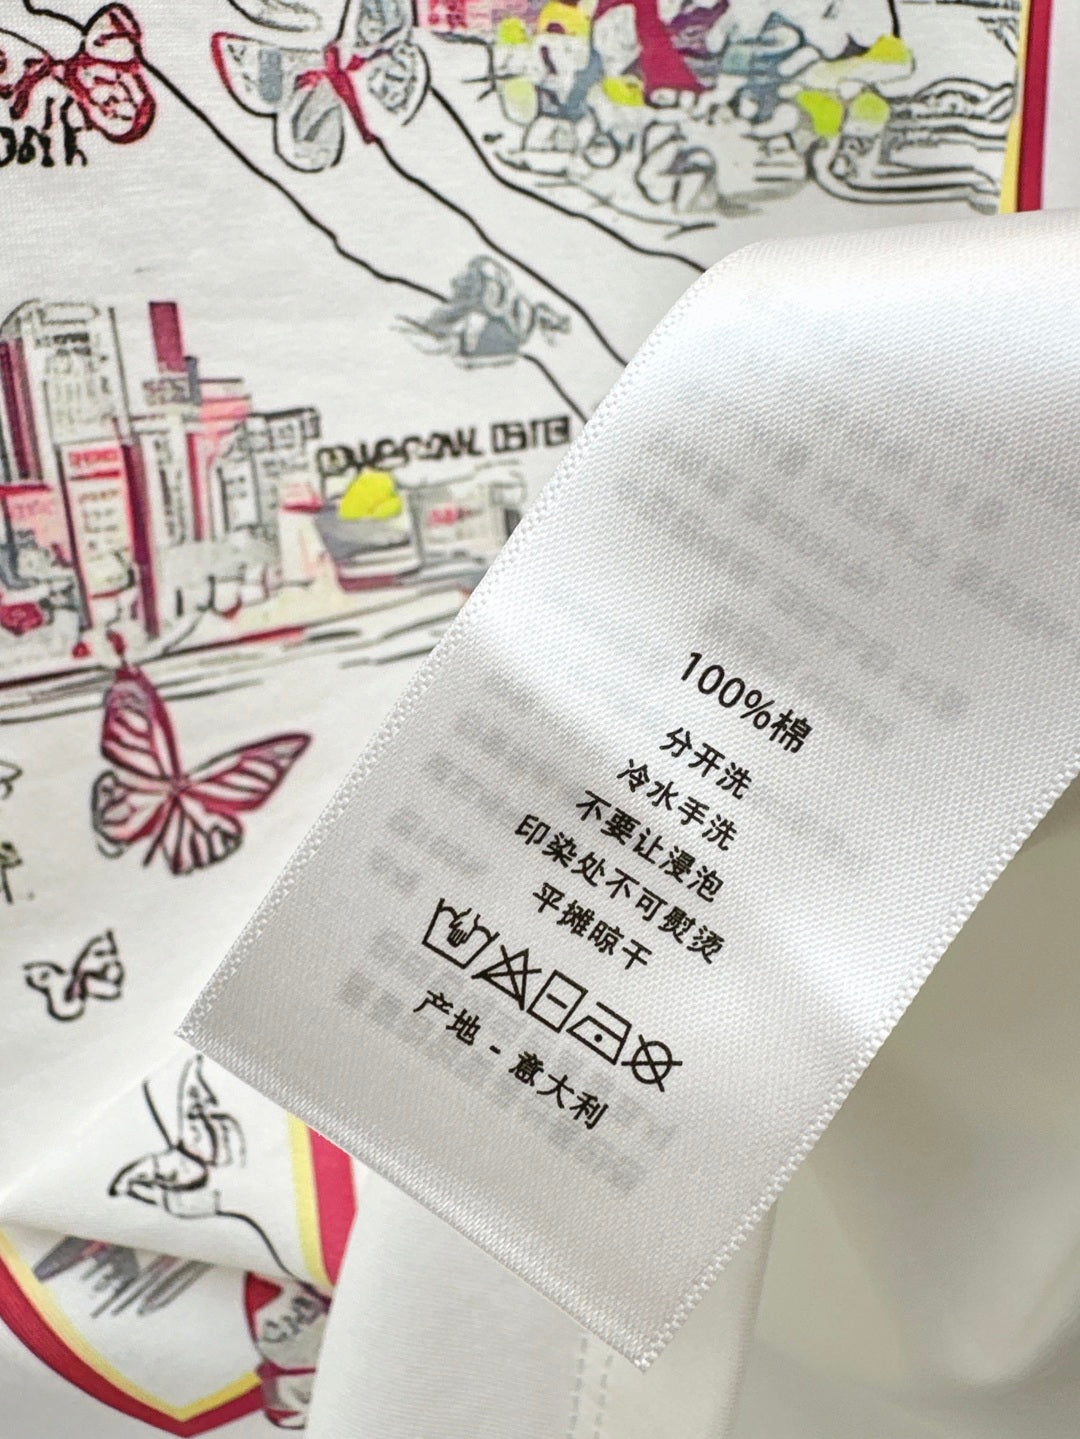 100%棉
分开洗
冷水手洗
不要让浸泡
印染处不可熨烫
平摊晾干
产地 - 意大利